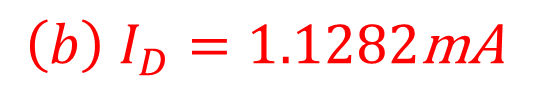 (b) I_D = 1.1282mA